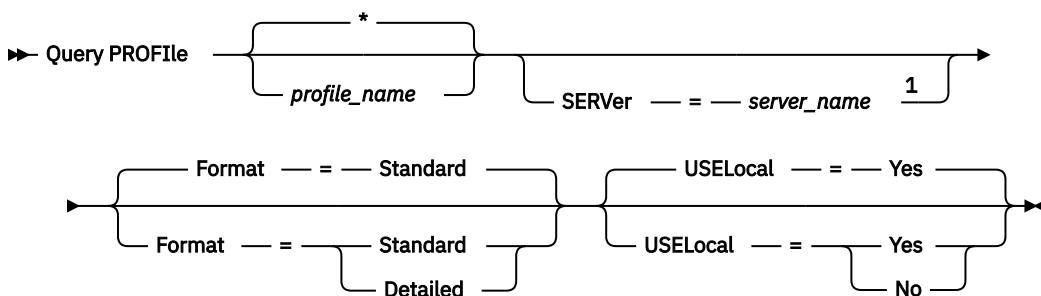 *
Query PROFIle
profile_name
SERVer = server_name 1
Format = Standard
USELocal = Yes
Format = Standard
Detailed
USELocal = Yes
No